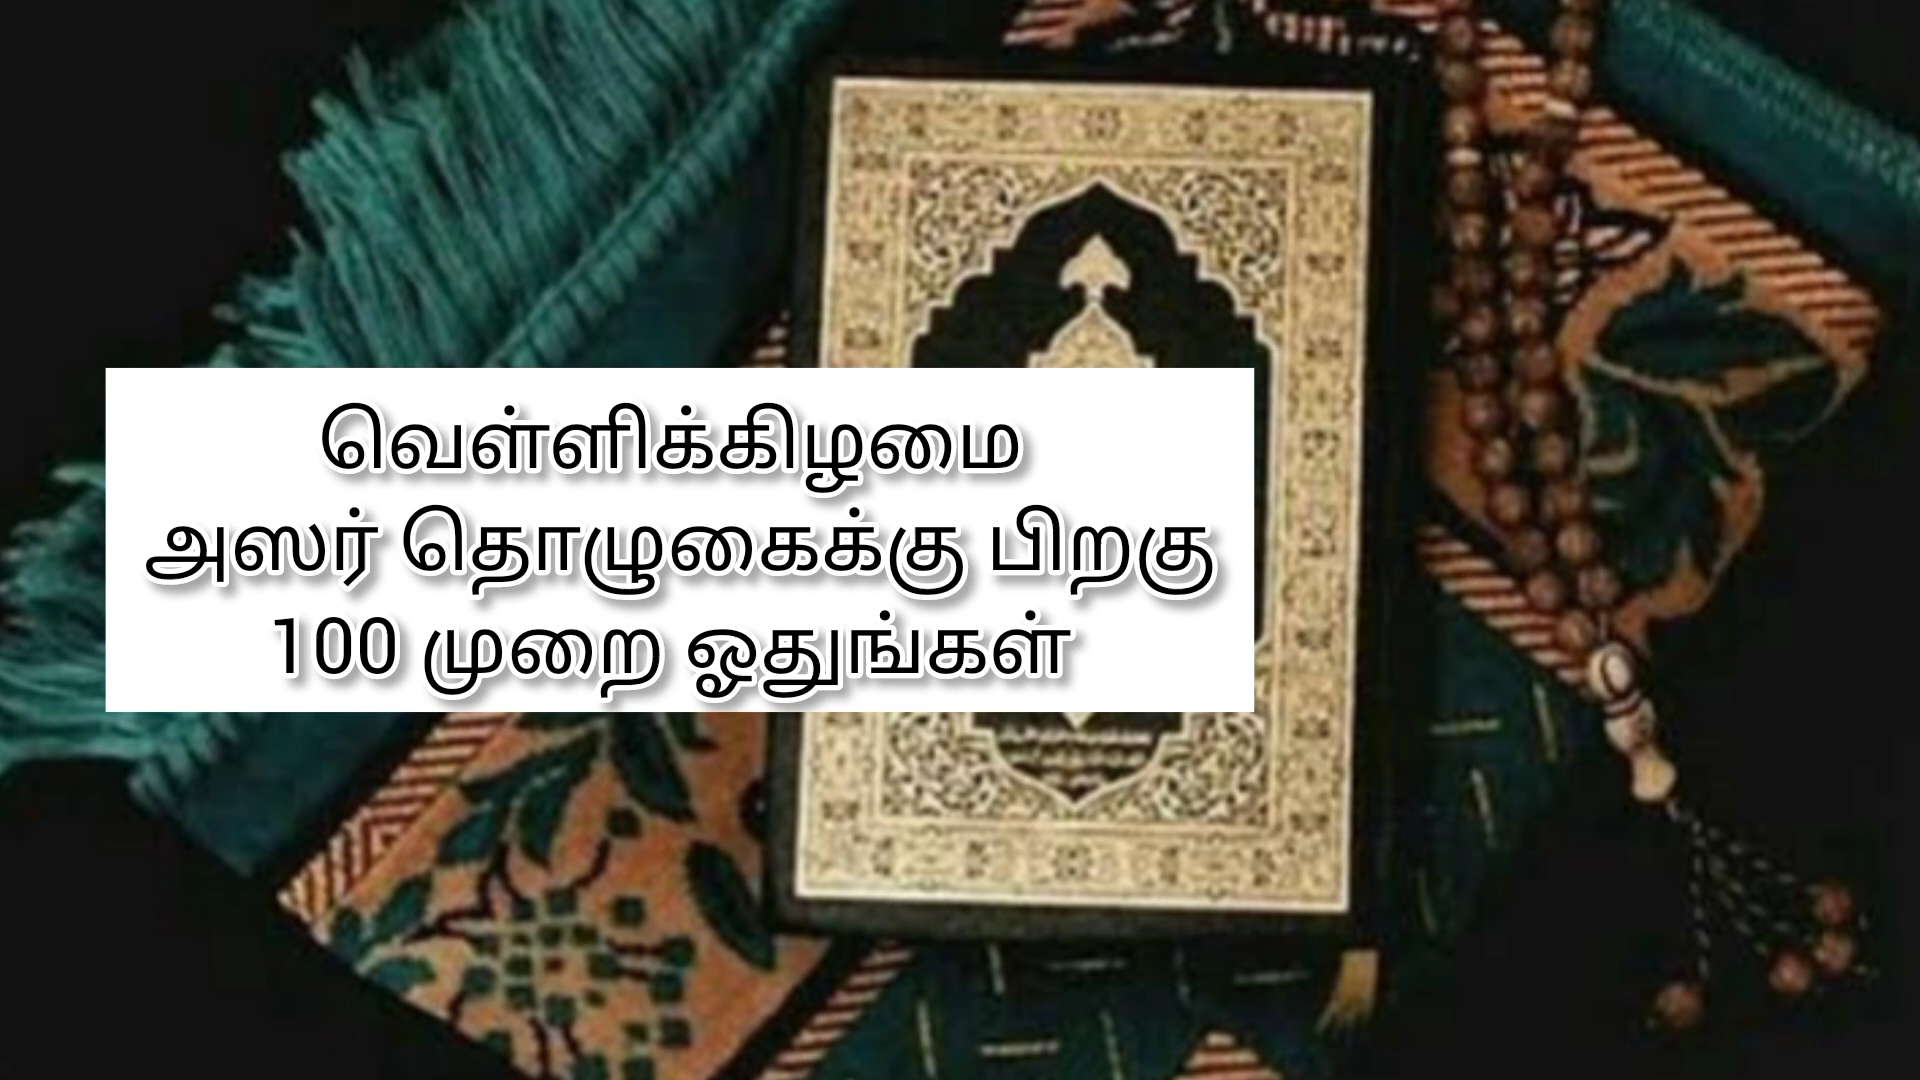 வெள்ளிக்கிழமை
அஸர் தொழுகைக்கு பிறகு
100 முறை ஓதுங்கள்